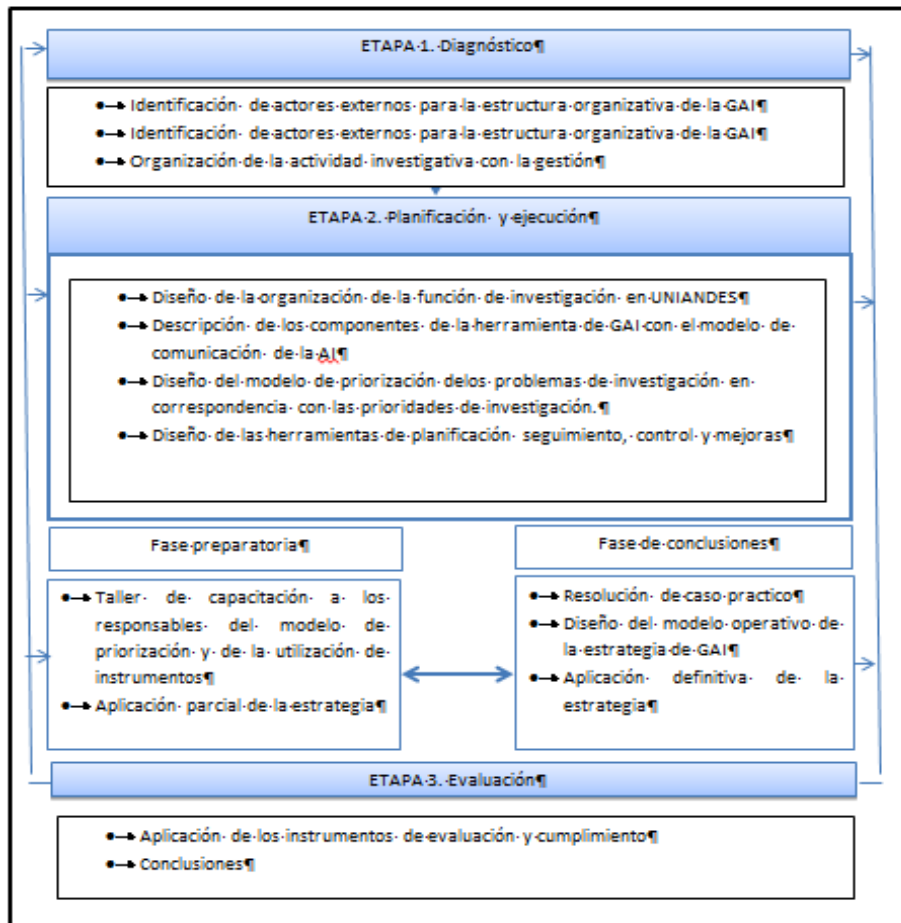 ETAPA·1.·Diagnóstico¶
●→Identificación· de·actores·externos·para·la·estructura·organizativa·de·la·GAI¶
●→Identificación· de·actores·externos·para·la·estructura·organizativa·de·la·GAI¶
●→Organización·de·la·actividad·investigativa·con·la·gestión¶
ETAPA·2.·Planificación· y·ejecución¶
●→Diseño·de·la·organización·de·la·función·de·investigación· en·UNIANDES¶
●→Descripción· de·los·componentes· de·la·herramienta·de·GAI·con·el·modelo·de·
comunicación· de·la·AI¶
●→Diseño·del·modelo·de·priorización· delos·problemas·de·investigación· en·
correspondencia· con·las·prioridades·de·investigación.¶
●→Diseño·de·las·herramientas·de·planificación· seguimiento,·control·y·mejoras¶
Fase·preparatoria¶
●→Taller· de· capacitación· a· los·
responsables· del· modelo· de·
priorización· y· de· la· utilización· de·
instrumentos¶
●→Aplicación· parcial·de·la·estrategia¶
Fase·de·conclusiones¶
●→Resolución· de·caso·practico¶
●→Diseño· del· modelo· operativo· de·
la·estrategia·de·GAI¶
●→Aplicación· definitiva· de· la·
estrategia¶
ETAPA·3.·Evaluación¶
●→Aplicación· de·los·instrumentos· de·evaluación·y·cumplimiento¶
●→Conclusiones¶